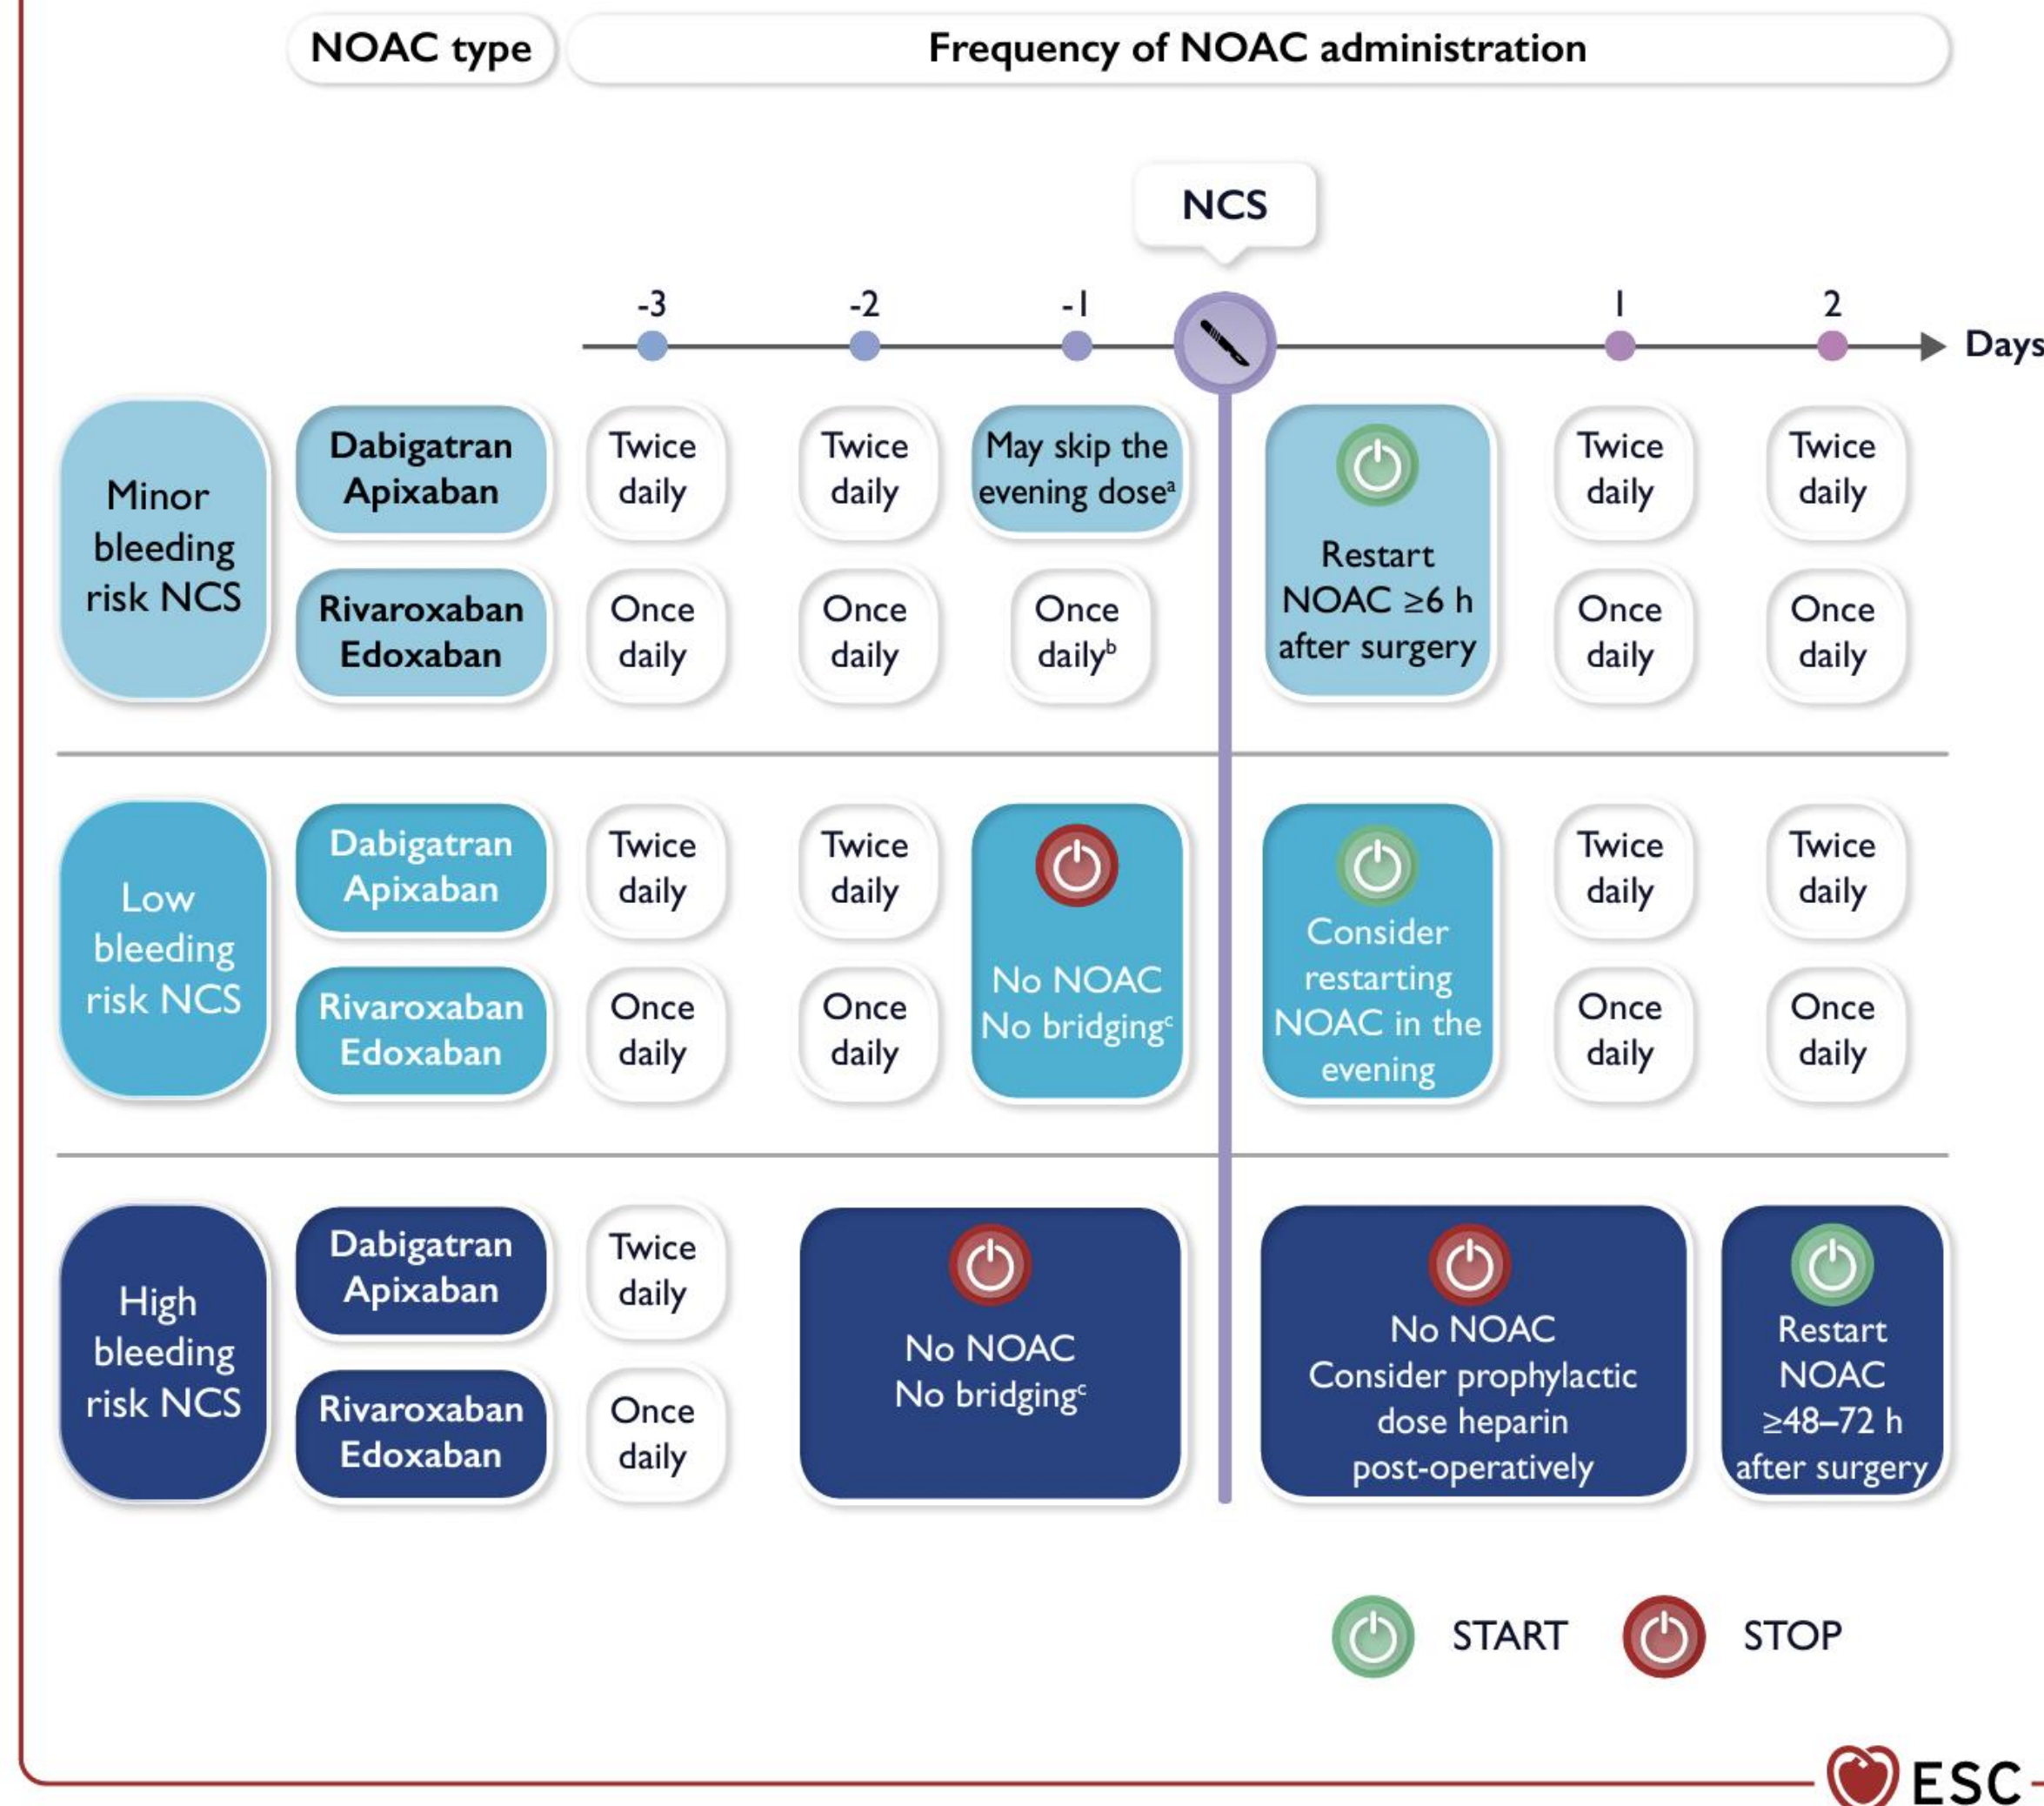 NOAC type
Frequency of NOAC administration
NCS
-3
-2
-1
1
2
Days
Minor
bleeding
risk NCS
Dabigatran
Apixaban
Twice
daily
Twice
daily
May skip the
evening doseᵃ
Restart
NOAC ≥6 h
after surgery
Twice
daily
Twice
daily
Rivaroxaban
Edoxaban
Once
daily
Once
daily
Once
dailyᵇ
Once
daily
Once
daily
Low
bleeding
risk NCS
Dabigatran
Apixaban
Twice
daily
Twice
daily
No NOAC
No bridgingᶜ
Consider
restarting
NOAC in the
evening
Twice
daily
Twice
daily
Rivaroxaban
Edoxaban
Once
daily
Once
daily
Once
daily
Once
daily
High
bleeding
risk NCS
Dabigatran
Apixaban
Twice
daily
No NOAC
No bridgingᶜ
No NOAC
Consider prophylactic
dose heparin
post-operatively
Restart
NOAC
≥48–72 h
after surgery
Rivaroxaban
Edoxaban
Once
daily
START
STOP
ESC